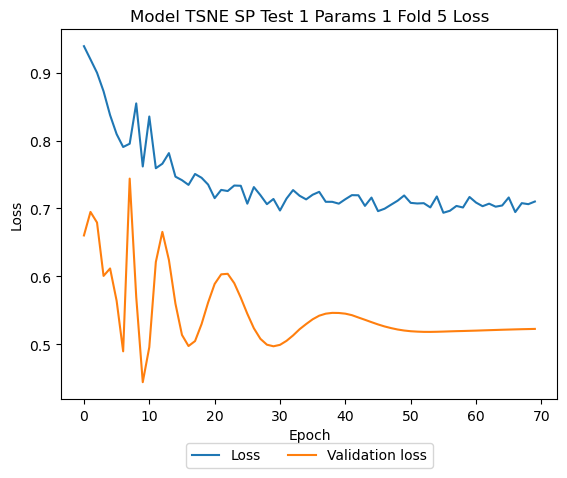 Model TSNE SP Test 1 Params 1 Fold 5 Loss
0.9
0.8
0.7
0.6
0.5
Loss
0 10 20 30 40 50 60 70
Epoch
Loss Validation loss